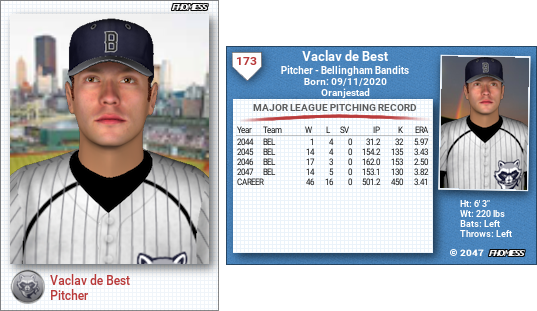 PHOMESS
B
Vaclav de Best
Pitcher
173
Vaclav de Best
Pitcher - Bellingham Bandits
Born: 09/11/2020
Oranjestad
MAJOR LEAGUE PITCHING RECORD
Year Team W L SV IP K ERA
2044 BEL 1 4 0 31.2 32 5.97
2045 BEL 14 4 0 154.2 135 3.43
2046 BEL 17 3 0 162.0 153 2.50
2047 BEL 14 5 0 153.1 130 3.82
CAREER 46 16 0 501.2 450 3.41
Ht: 6' 3"
Wt: 220 lbs
Bats: Left
Throws: Left
© 2047 PHOMESS